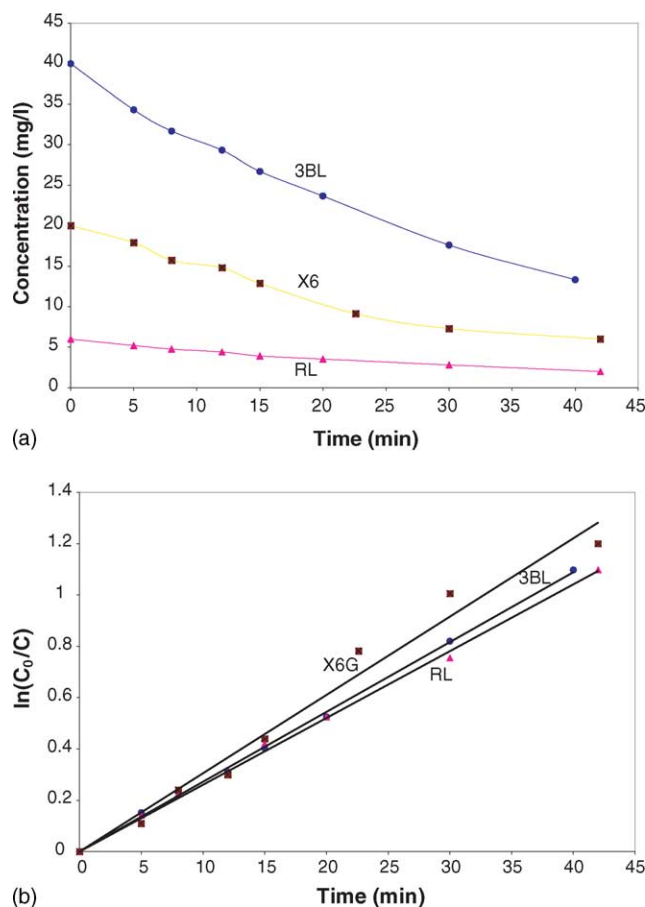 45
40
35
30
25
20
15
10
5
0
Concentration (mg/l)
3BL
X6
RL
0 5 10 15 20 25 30 35 40 45
Time (min)
(a)
1.4
1.2
1
0.8
0.6
0.4
0.2
0
ln(C₀/C)
3BL
X6G
RL
0 5 10 15 20 25 30 35 40 45
Time (min)
(b)